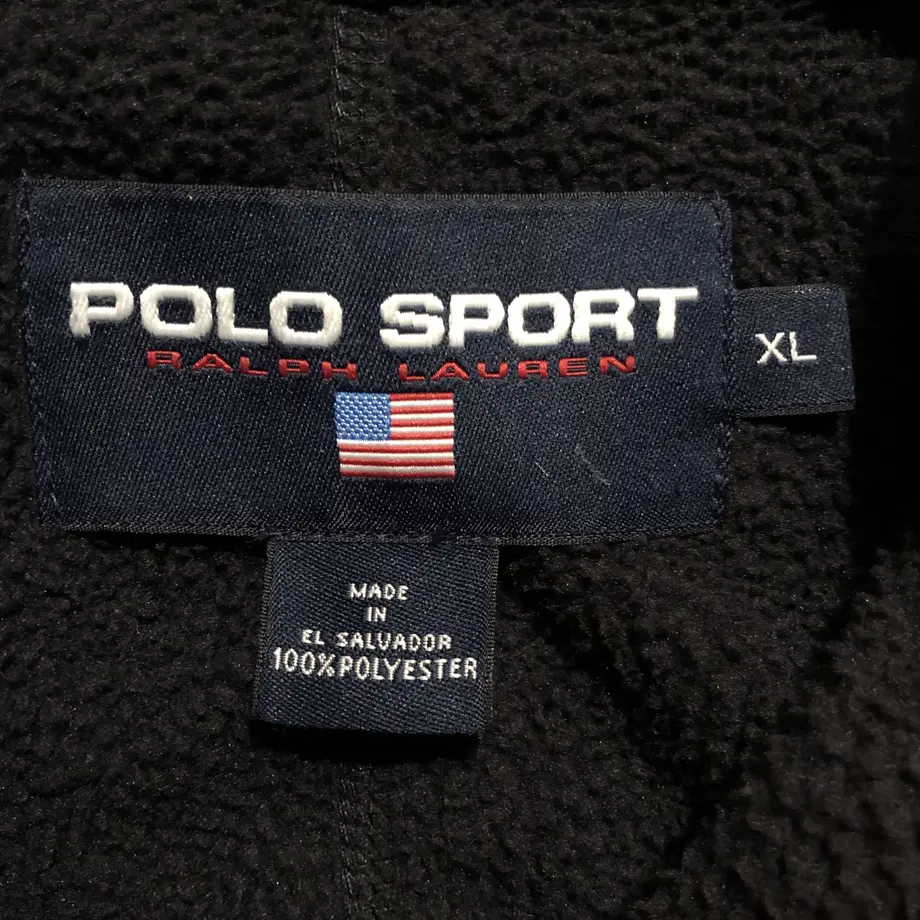 POLO SPORT
RALPH LAUREN
XL
MADE
IN
EL SALVADOR
100%POLYESTER